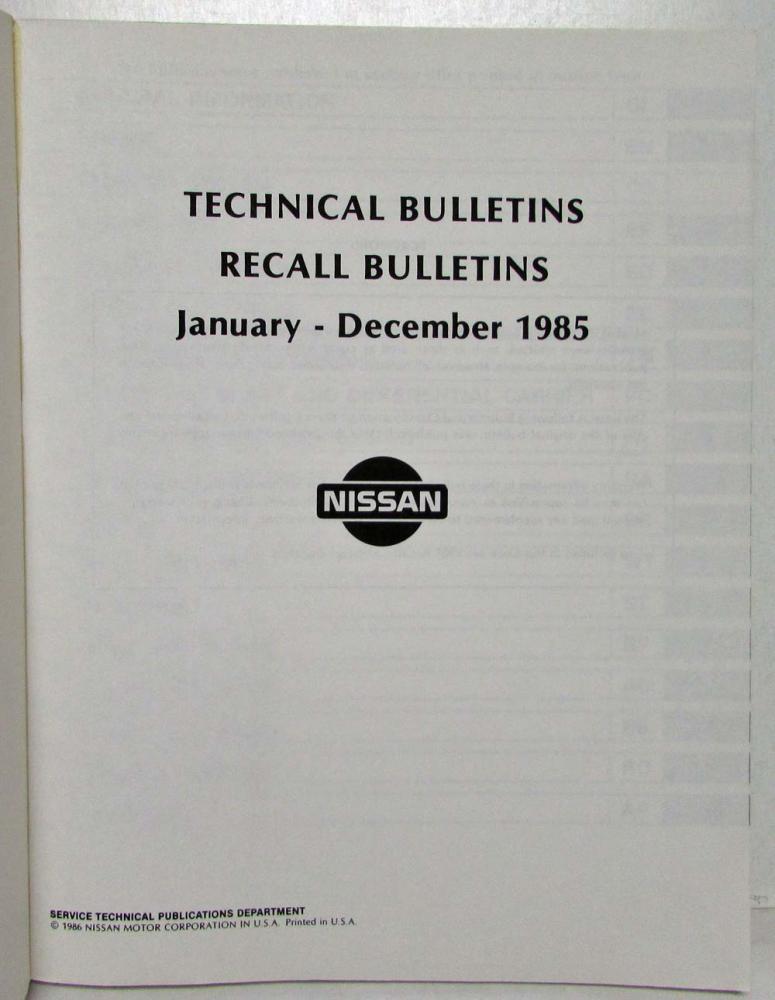 TECHNICAL BULLETINS
RECALL BULLETINS
January - December 1985
NISSAN
SERVICE TECHNICAL PUBLICATIONS DEPARTMENT
© 1986 NISSAN MOTOR CORPORATION IN U.S.A. Printed in U.S.A.